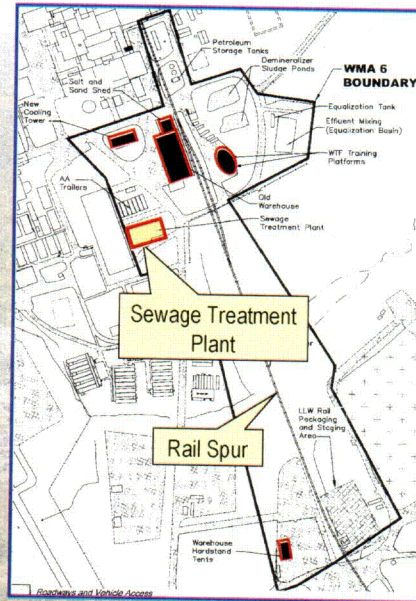 Petroleum
Storage Tanks
Demineralizer
Sludge Ponds
WMA 6
BOUNDARY
Salt and
Sand Shed
New
Cooling
Tower
Equalization Tank
Effluent Mixing
(Equalization Basin)
AA
Trailers
WTF Training
Platforms
Old
Warehouse
Sewage
Treatment Plant
Sewage Treatment
Plant
Rail Spur
LLW Rail
Packaging
and Staging
Area
Warehouse
Hardstand
Tents
Roadways and Vehicle Access